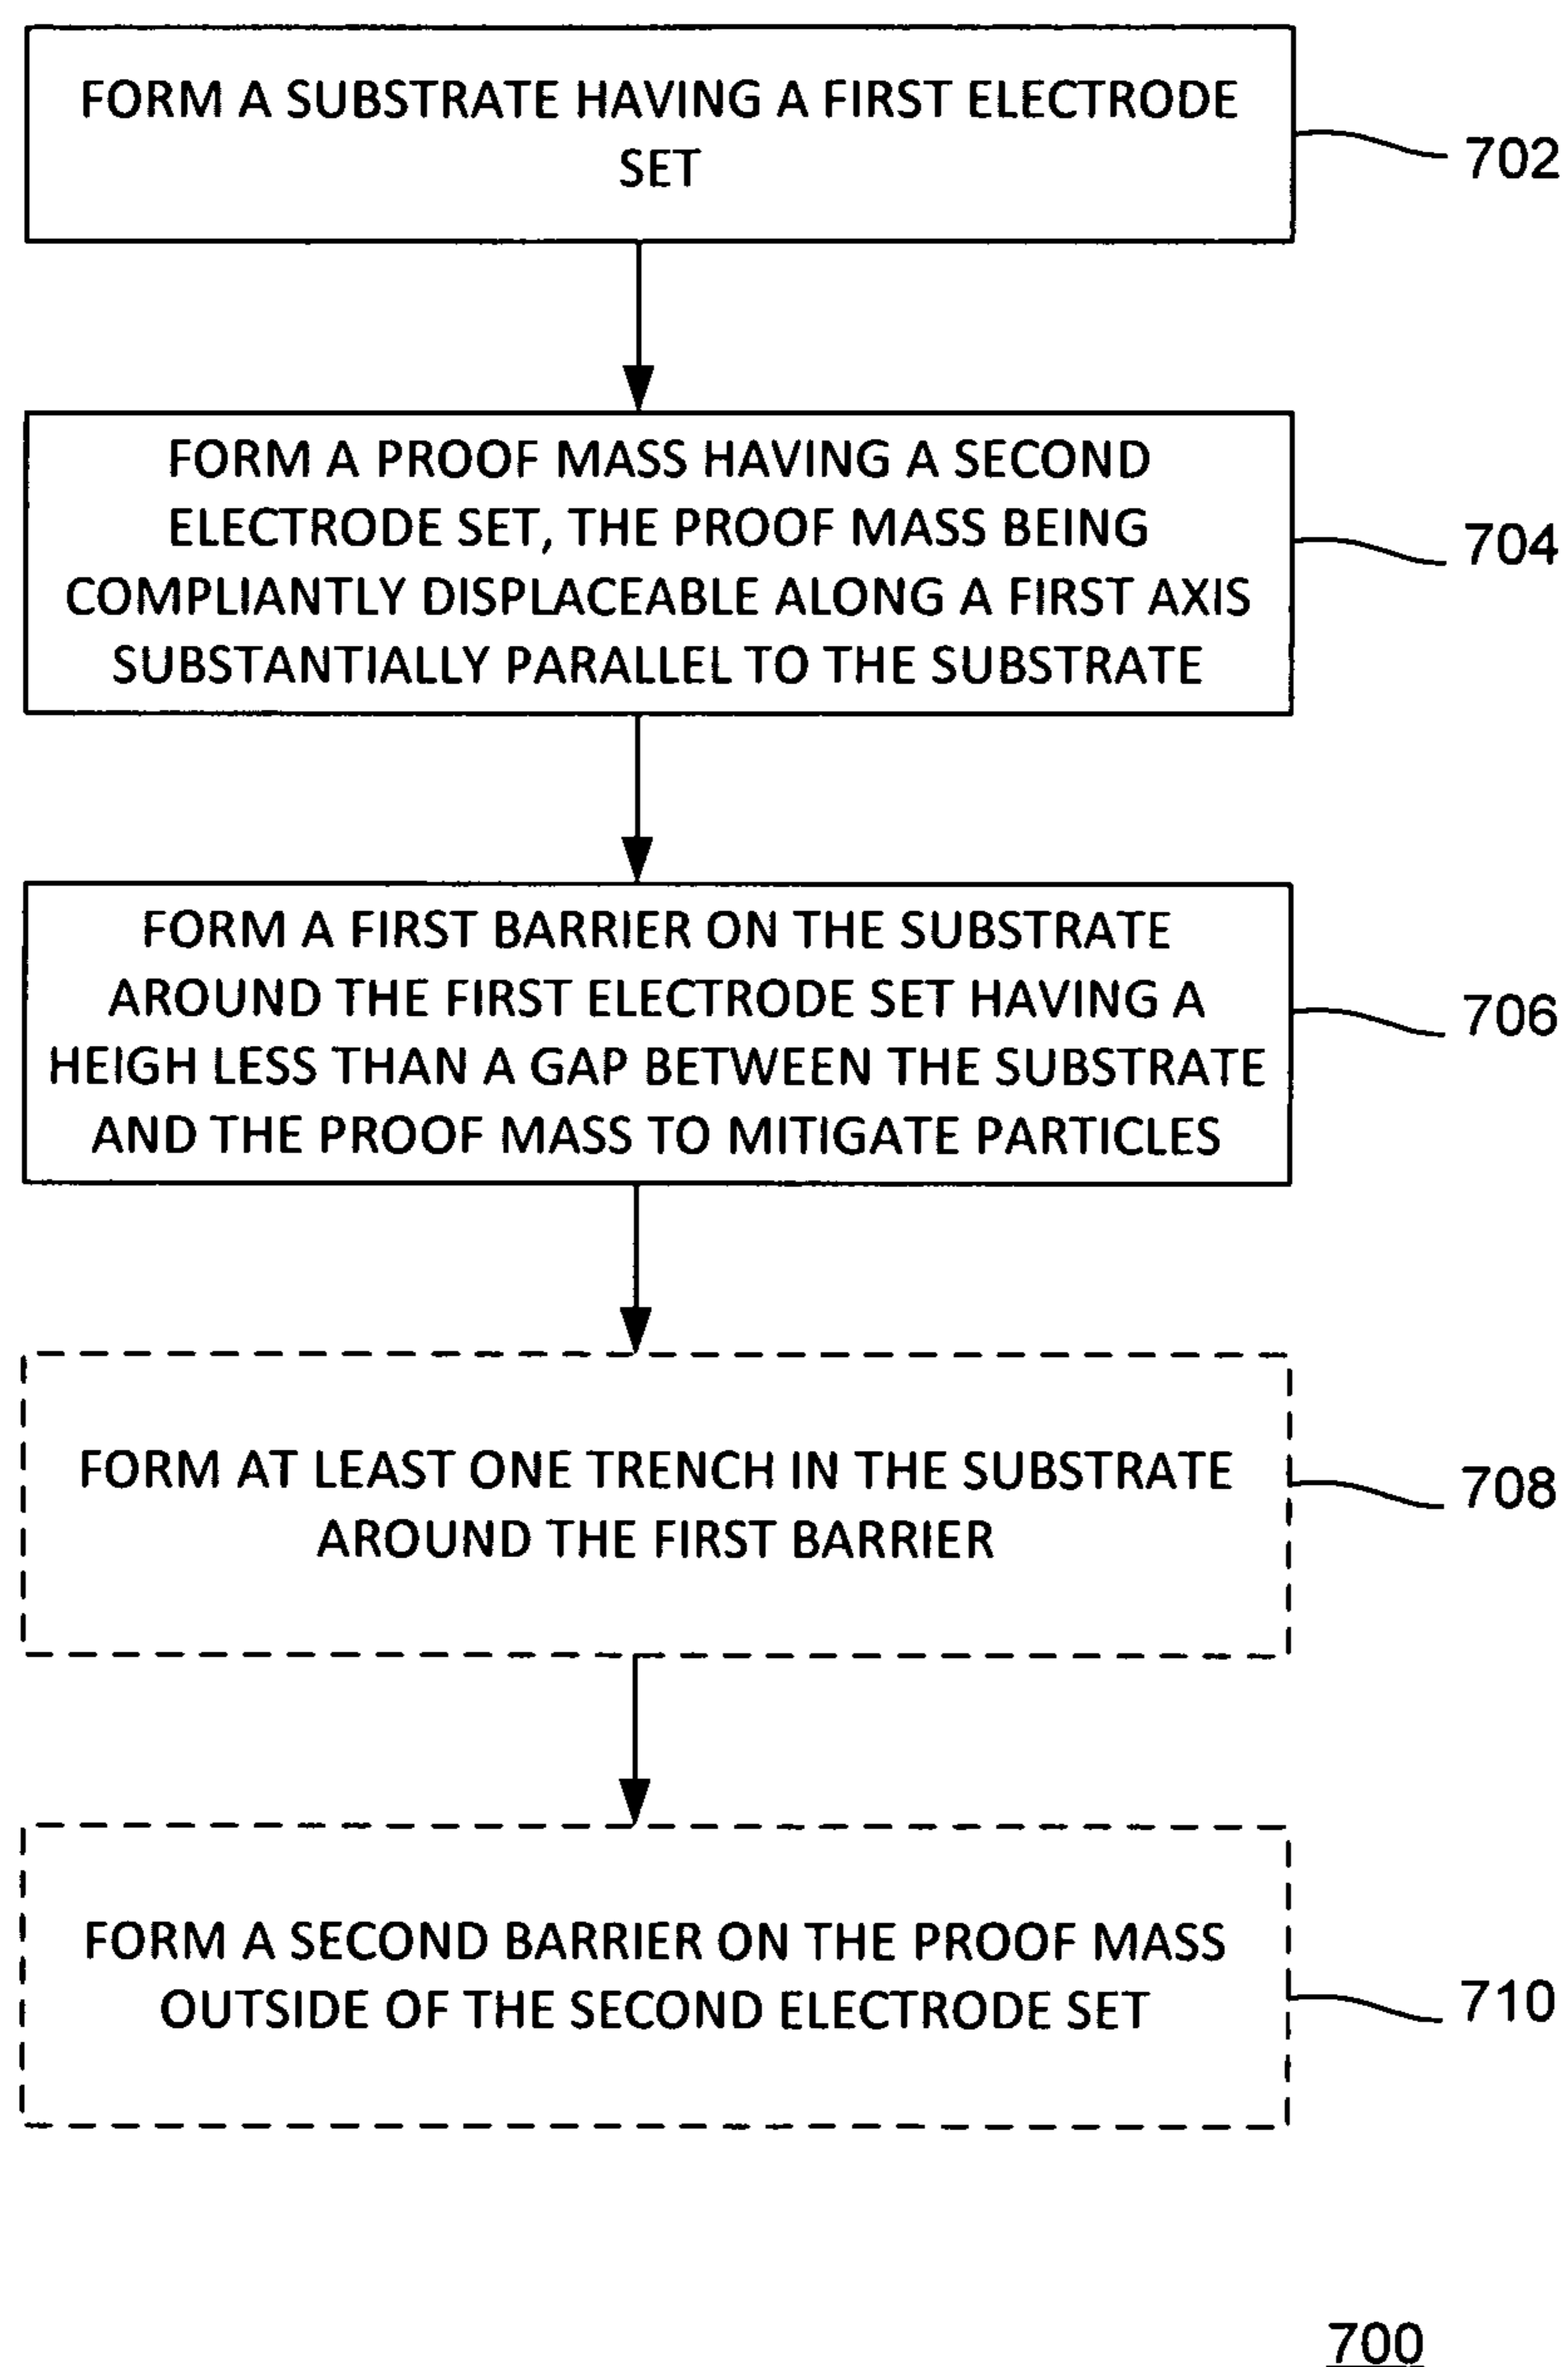 FORM A SUBSTRATE HAVING A FIRST ELECTRODE
SET
702
FORM A PROOF MASS HAVING A SECOND
ELECTRODE SET, THE PROOF MASS BEING
COMPLIANTLY DISPLACEABLE ALONG A FIRST AXIS
SUBSTANTIALLY PARALLEL TO THE SUBSTRATE
704
FORM A FIRST BARRIER ON THE SUBSTRATE
AROUND THE FIRST ELECTRODE SET HAVING A
HEIGH LESS THAN A GAP BETWEEN THE SUBSTRATE
AND THE PROOF MASS TO MITIGATE PARTICLES
706
FORM AT LEAST ONE TRENCH IN THE SUBSTRATE
AROUND THE FIRST BARRIER
708
FORM A SECOND BARRIER ON THE PROOF MASS
OUTSIDE OF THE SECOND ELECTRODE SET
710
700